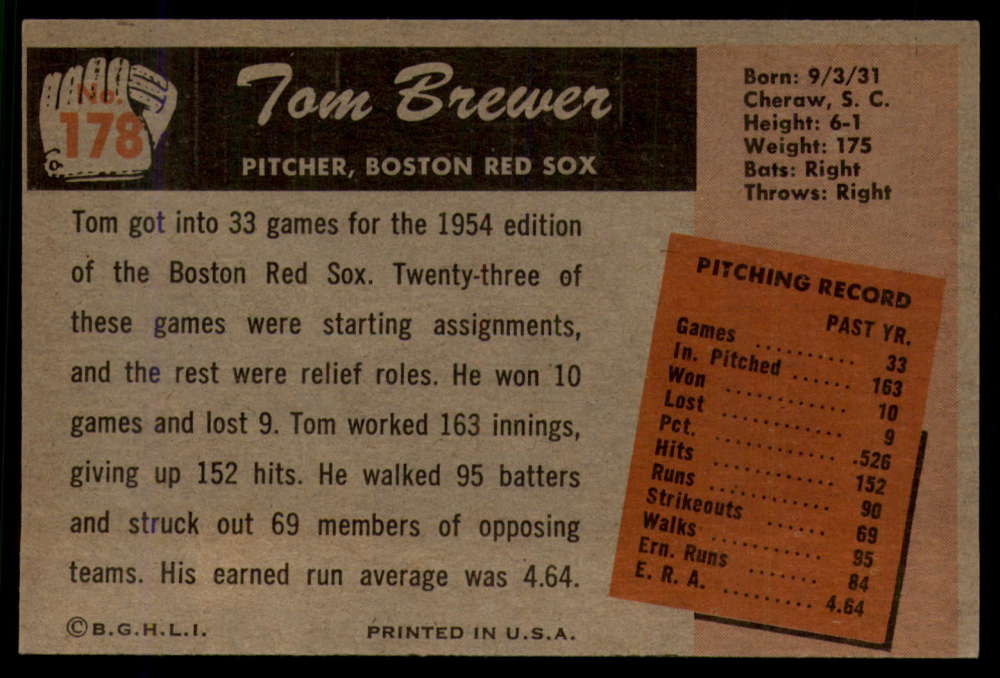 No.
178
Tom Brewer
PITCHER, BOSTON RED SOX
Born: 9/3/31
Cheraw, S. C.
Height: 6-1
Weight: 175
Bats: Right
Throws: Right
Tom got into 33 games for the 1954 edition
of the Boston Red Sox. Twenty-three of
these games were starting assignments,
and the rest were relief roles. He won 10
games and lost 9. Tom worked 163 innings,
giving up 152 hits. He walked 95 batters
and struck out 69 members of opposing
teams. His earned run average was 4.64.
PITCHING RECORD
PAST YR.
Games .......... 33
In. Pitched ...... 163
Won ............ 10
Lost ............ 9
Pct. ............ .526
Hits ............ 152
Runs ............ 90
Strikeouts ...... 69
Walks ............ 95
Ern. Runs ....... 84
E. R. A. ......... 4.64
©B.G.H.L.I.
PRINTED IN U.S.A.